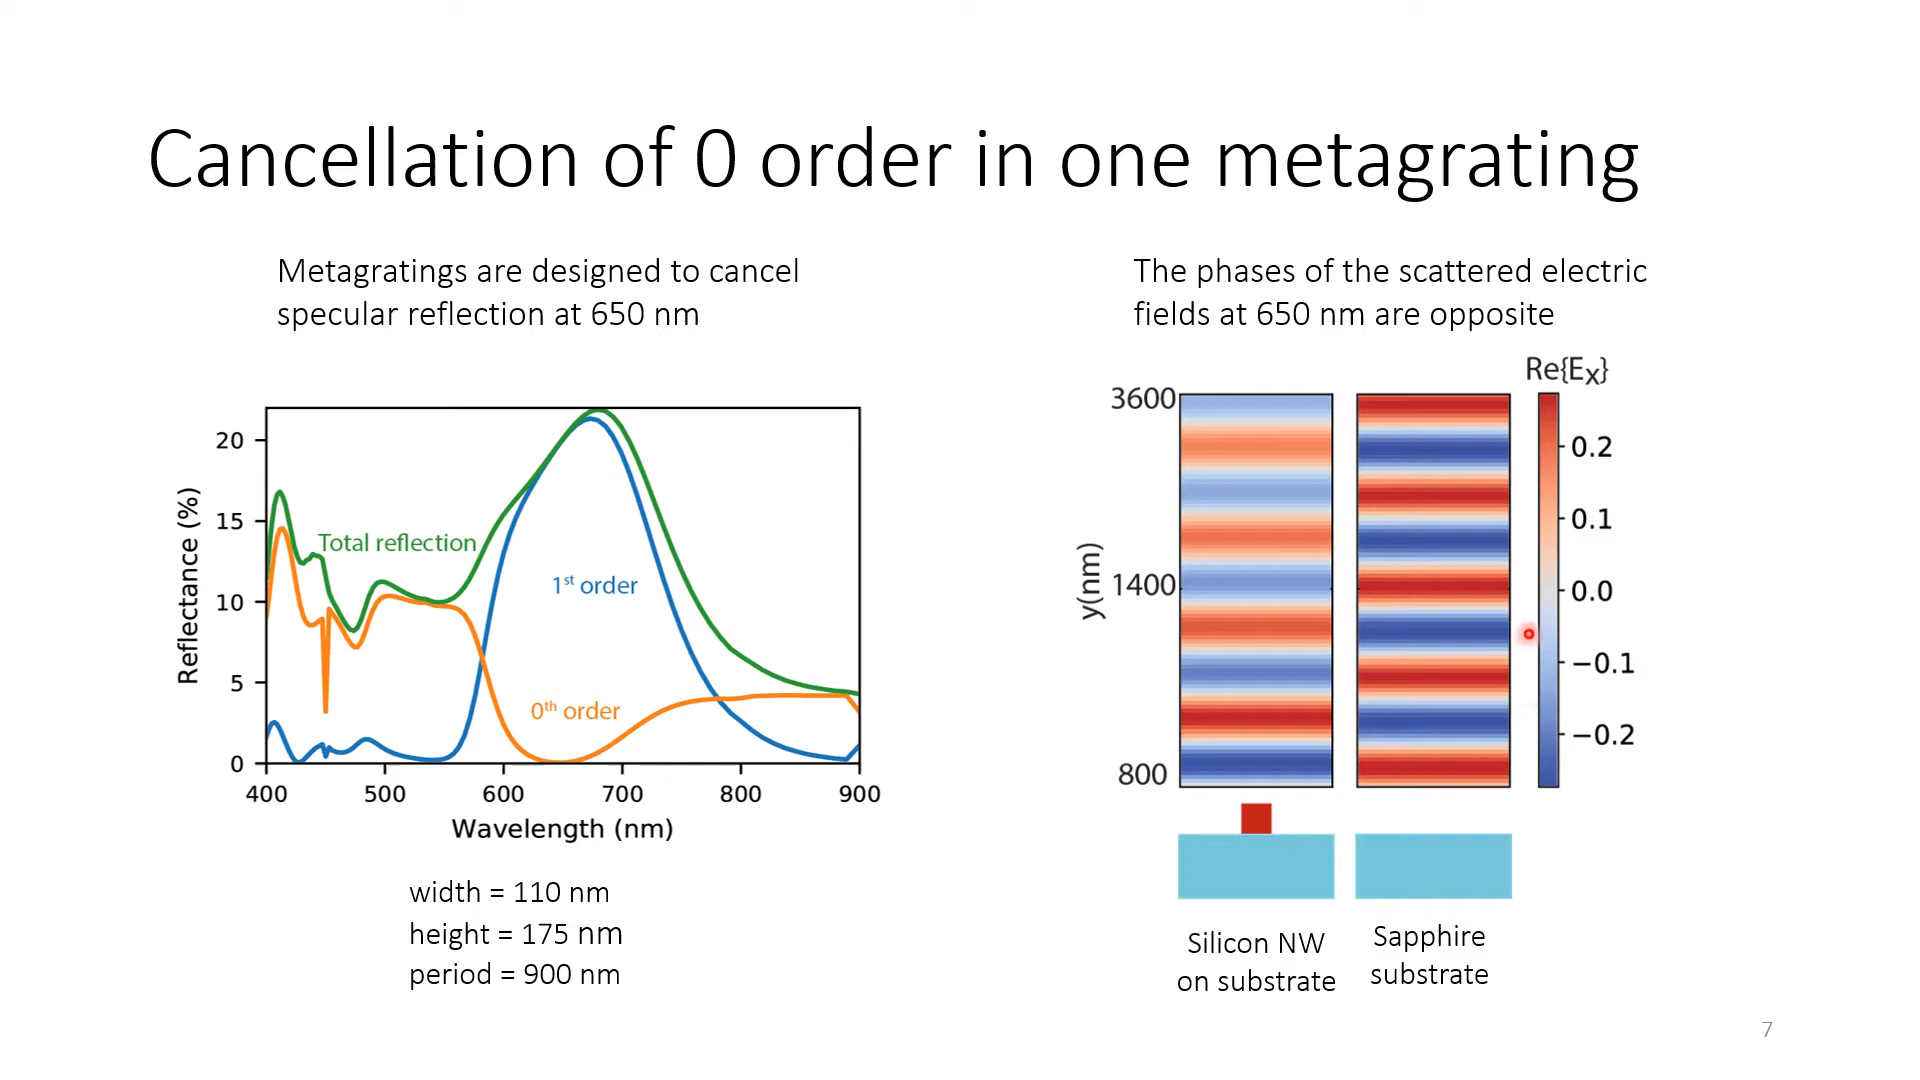 Cancellation of 0 order in one metagrating
Metagratings are designed to cancel
specular reflection at 650 nm
The phases of the scattered electric
fields at 650 nm are opposite
20
15
10
5
0
Reflectance (%)
Total reflection
1st order
0th order
400 500 600 700 800 900
Wavelength (nm)
width = 110 nm
height = 175 nm
period = 900 nm
Re{Ex}
3600
1400
800
y(nm)
0.2
0.1
0.0
−0.1
−0.2
Silicon NW
on substrate
Sapphire
substrate
7